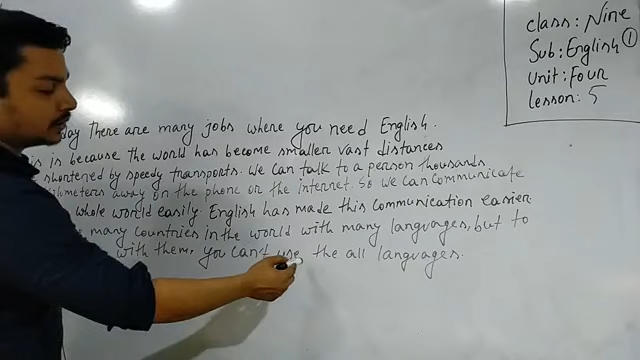 class: Nine
Sub: English ①
Unit: Four
lesson: 5
there are many jobs where you need English.
is because the world has become smaller vast distances
shortened by speedy transports. We can talk to a person thousands
away on the phone or the internet. So we can communicate
whole world easily. English has made this communication easier
many countries in the world with many languages, but to
with them. you can't use the all languages.